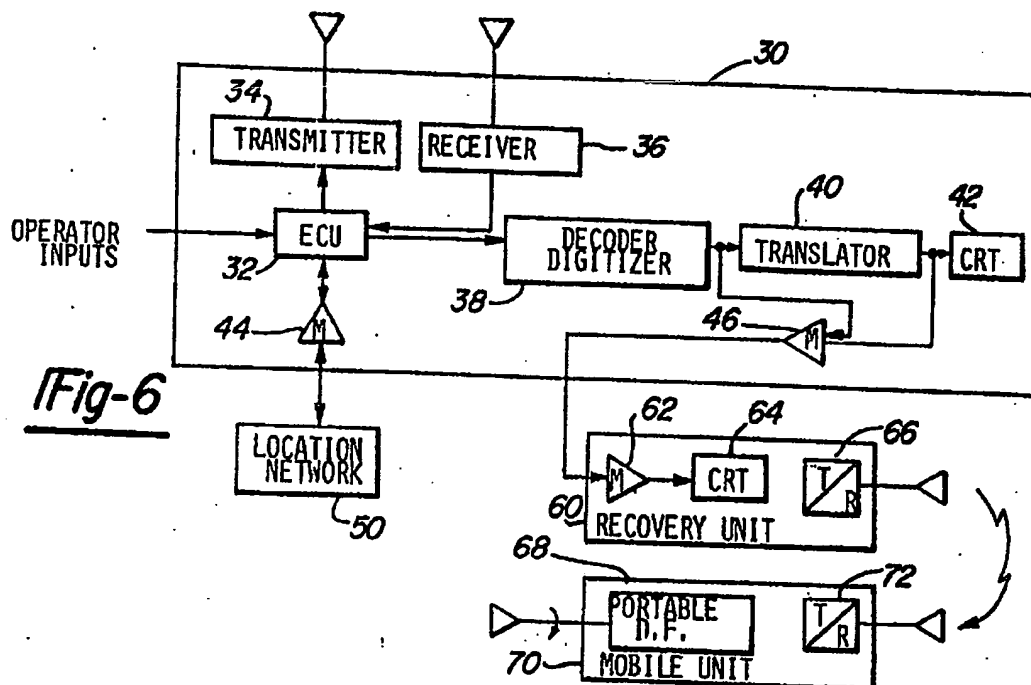 30
34
TRANSMITTER
RECEIVER
36
OPERATOR
INPUTS
ECU
32
DECODER
DIGITIZER
38
40
TRANSLATOR
42
CRT
44
M
46
M
Fig-6
LOCATION
NETWORK
50
62
M
64
CRT
66
T
R
60
RECOVERY UNIT
68
PORTABLE
D.F.
72
T
R
70
MOBILE UNIT